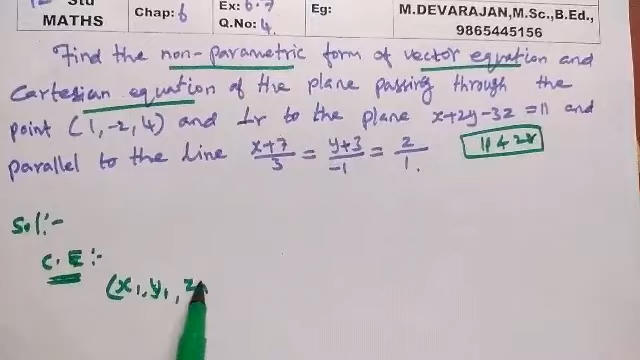 12 Std
MATHS
Chap: 6
Ex: 6.7
Q.No: 4
Eg:
M.DEVARAJAN,M.Sc.,B.Ed.,
9865445156
Find the non-parametric form of vector equation and
Cartesian equation of the plane passing through the
point (1,-2,4) and ⊥r to the plane x+2y-3z = 11 and
parallel to the line x+7/3 = y+3/-1 = z/1.
Sol:-
C.E:-
(x₁, y₁, z